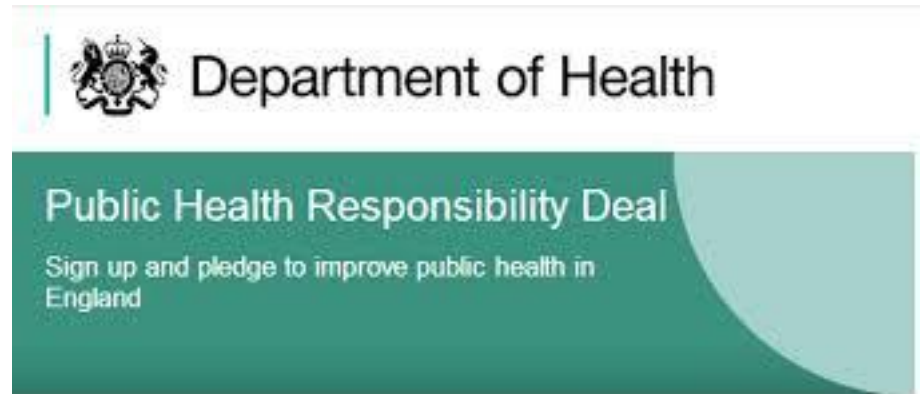 Department of Health
Public Health Responsibility Deal
Sign up and pledge to improve public health in
England